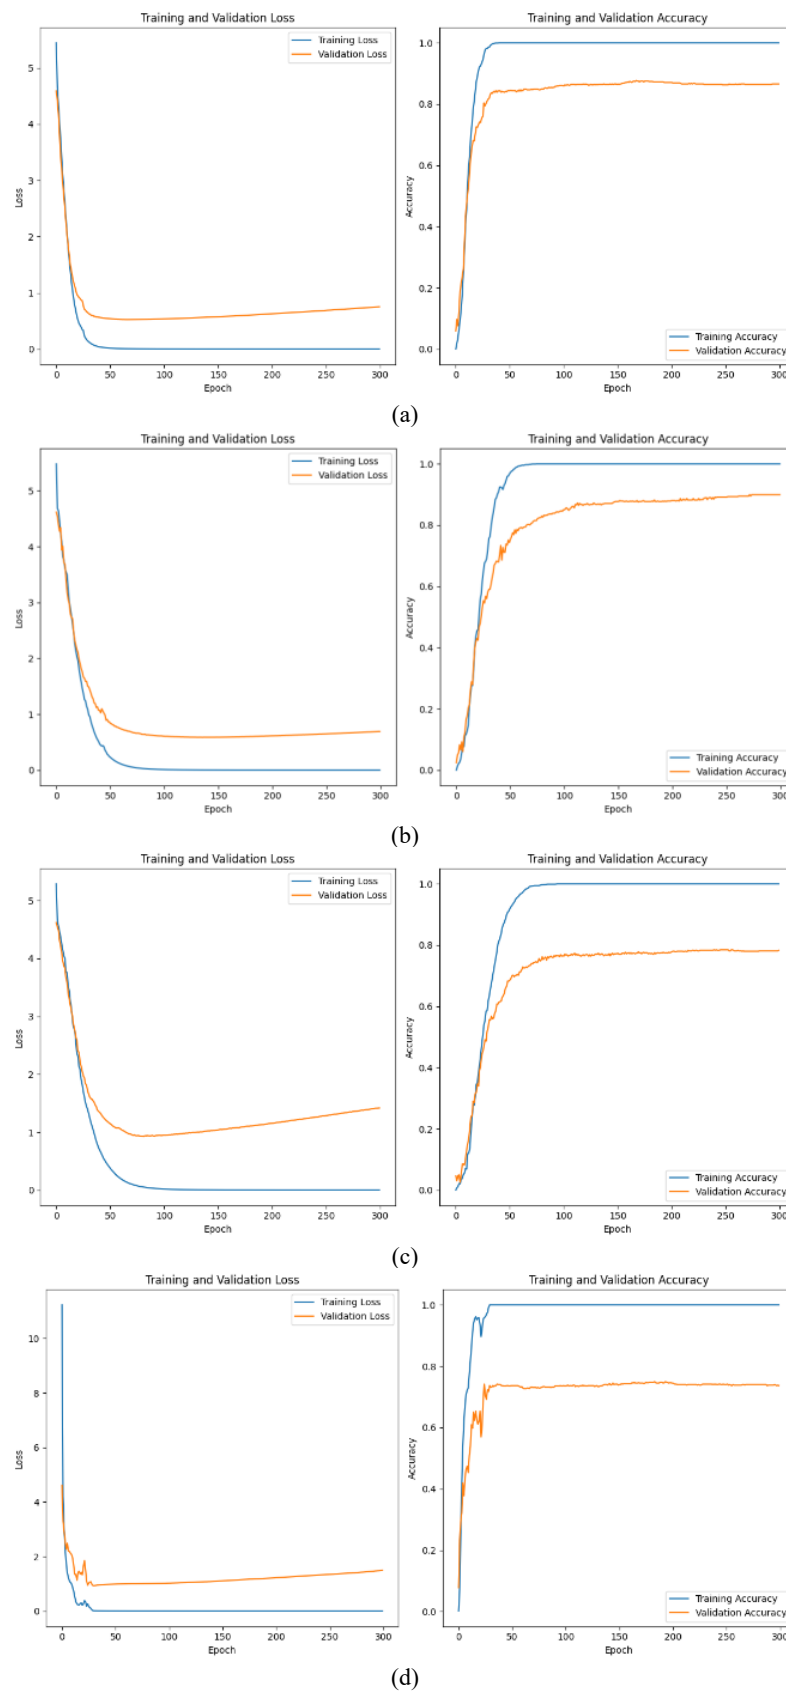 Training and Validation Loss
Training Loss
Validation Loss
5
4
3
2
1
0
Loss
0 50 100 150 200 250 300
Epoch
Training and Validation Accuracy
1.0
0.8
0.6
0.4
0.2
0.0
Accuracy
Training Accuracy
Validation Accuracy
0 50 100 150 200 250 300
Epoch
(a)
Training and Validation Loss
Training Loss
Validation Loss
5
4
3
2
1
0
Loss
0 50 100 150 200 250 300
Epoch
Training and Validation Accuracy
1.0
0.8
0.6
0.4
0.2
0.0
Accuracy
Training Accuracy
Validation Accuracy
0 50 100 150 200 250 300
Epoch
(b)
Training and Validation Loss
Training Loss
Validation Loss
5
4
3
2
1
0
Loss
0 50 100 150 200 250 300
Epoch
Training and Validation Accuracy
1.0
0.8
0.6
0.4
0.2
0.0
Accuracy
Training Accuracy
Validation Accuracy
0 50 100 150 200 250 300
Epoch
(c)
Training and Validation Loss
Training Loss
Validation Loss
10
8
6
4
2
0
Loss
0 50 100 150 200 250 300
Epoch
Training and Validation Accuracy
1.0
0.8
0.6
0.4
0.2
0.0
Accuracy
Training Accuracy
Validation Accuracy
0 50 100 150 200 250 300
Epoch
(d)